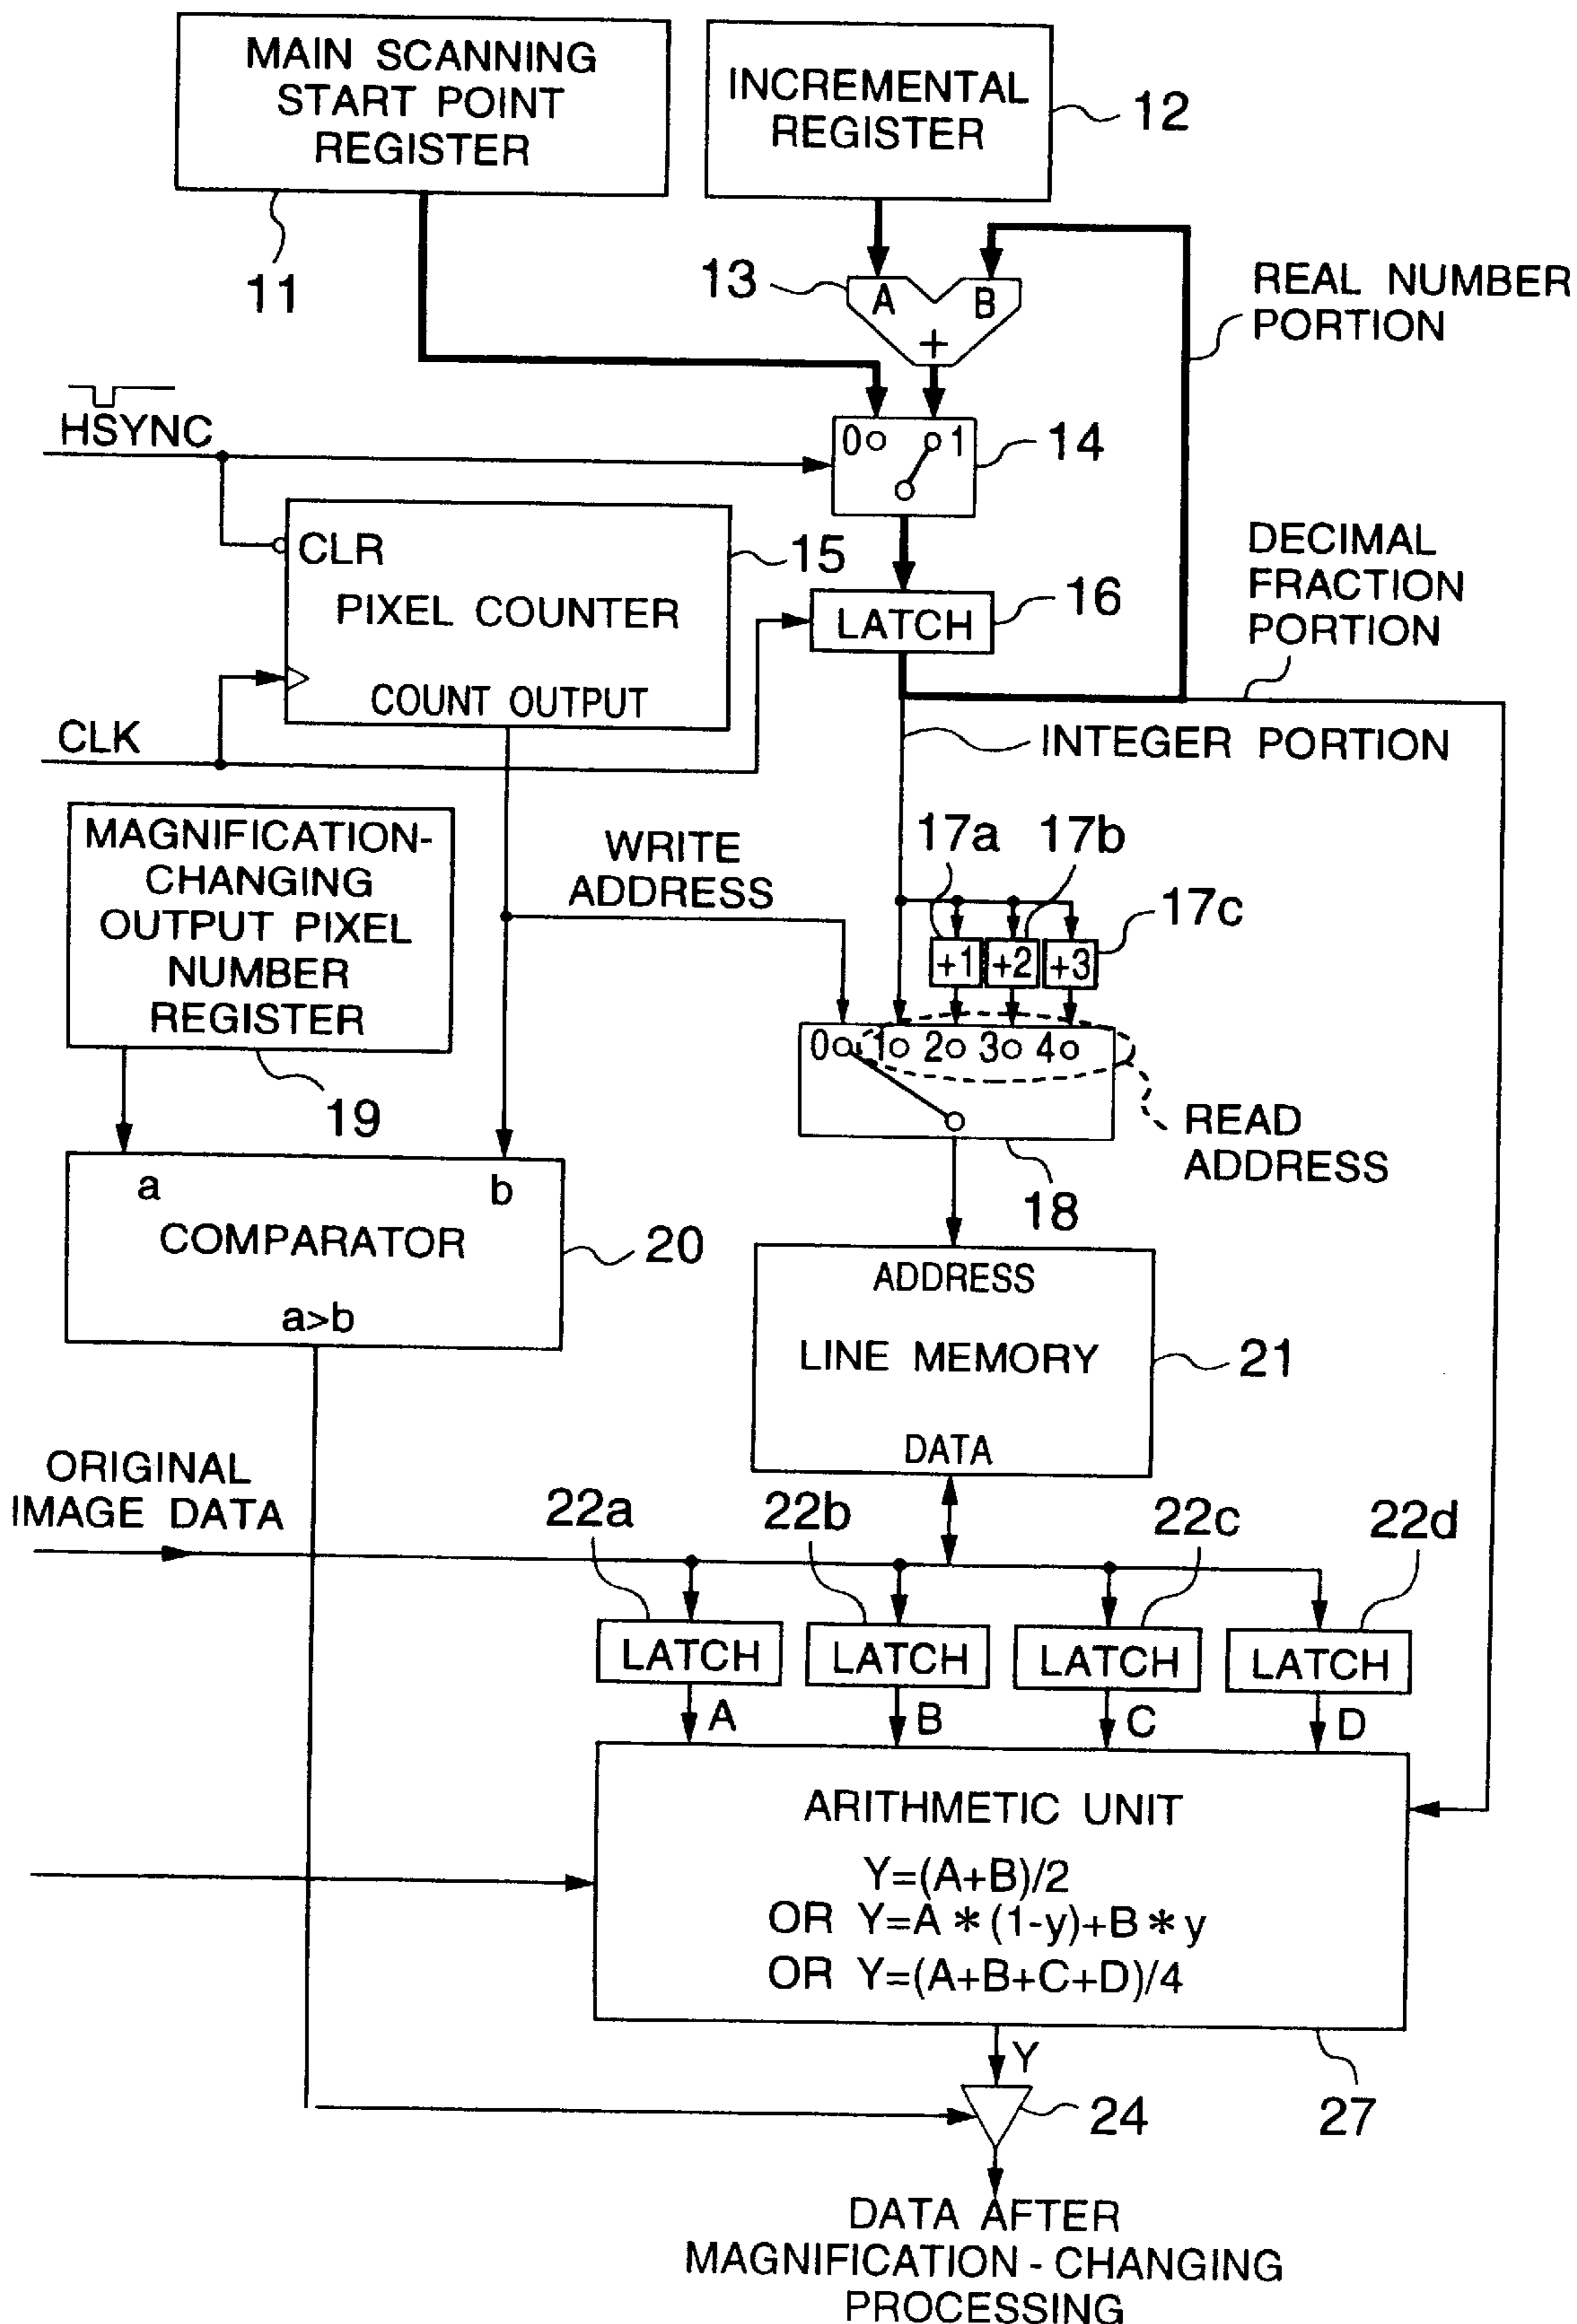 MAIN SCANNING
START POINT
REGISTER
INCREMENTAL
REGISTER
12
11
13
A
B
+
REAL NUMBER
PORTION
HSYNC
0
1
14
CLR
15
PIXEL COUNTER
COUNT OUTPUT
LATCH
16
DECIMAL
FRACTION
PORTION
CLK
INTEGER PORTION
MAGNIFICATION-
CHANGING
OUTPUT PIXEL
NUMBER
REGISTER
WRITE
ADDRESS
17a
17b
17c
+1
+2
+3
0
1
2
3
4
19
READ
ADDRESS
18
a
b
COMPARATOR
20
a>b
ADDRESS
LINE MEMORY
21
DATA
ORIGINAL
IMAGE DATA
22a
22b
22c
22d
LATCH
LATCH
LATCH
LATCH
A
B
C
D
ARITHMETIC UNIT
Y=(A+B)/2
OR Y=A*(1-y)+B*y
OR Y=(A+B+C+D)/4
Y
24
27
DATA AFTER
MAGNIFICATION-CHANGING
PROCESSING